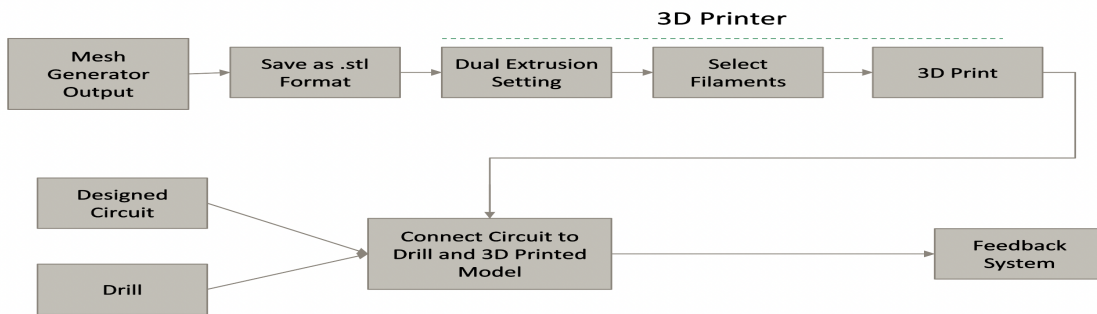 3D Printer
Mesh
Generator
Output
Save as .stl
Format
Dual Extrusion
Setting
Select
Filaments
3D Print
Designed
Circuit
Drill
Connect Circuit to
Drill and 3D Printed
Model
Feedback
System